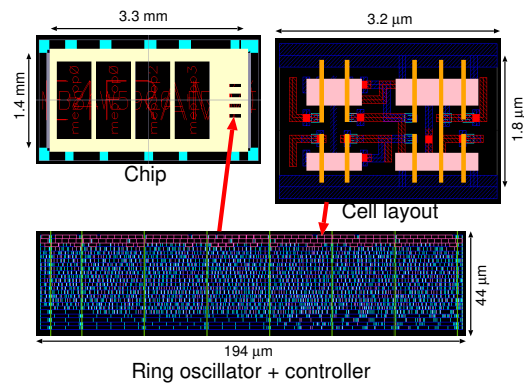 3.3 mm
1.4 mm
Chip
3.2 µm
1.8 µm
Cell layout
44 µm
194 µm
Ring oscillator + controller